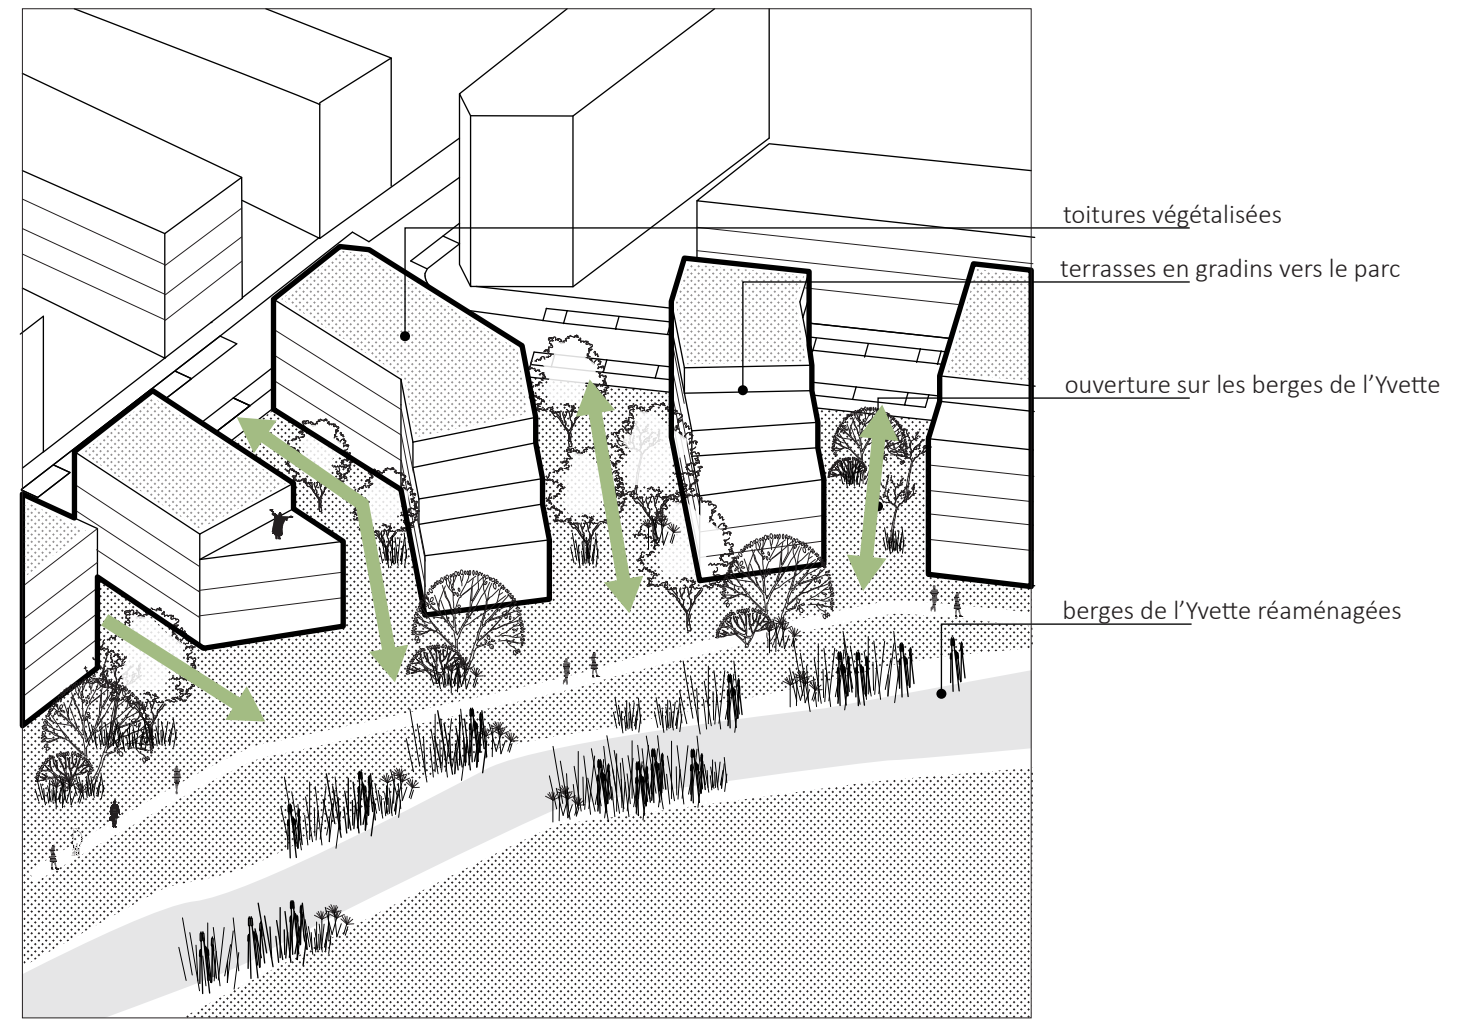 toitures végétalisées
terrasses en gradins vers le parc
ouverture sur les berges de l'Yvette
berges de l'Yvette réaménagées